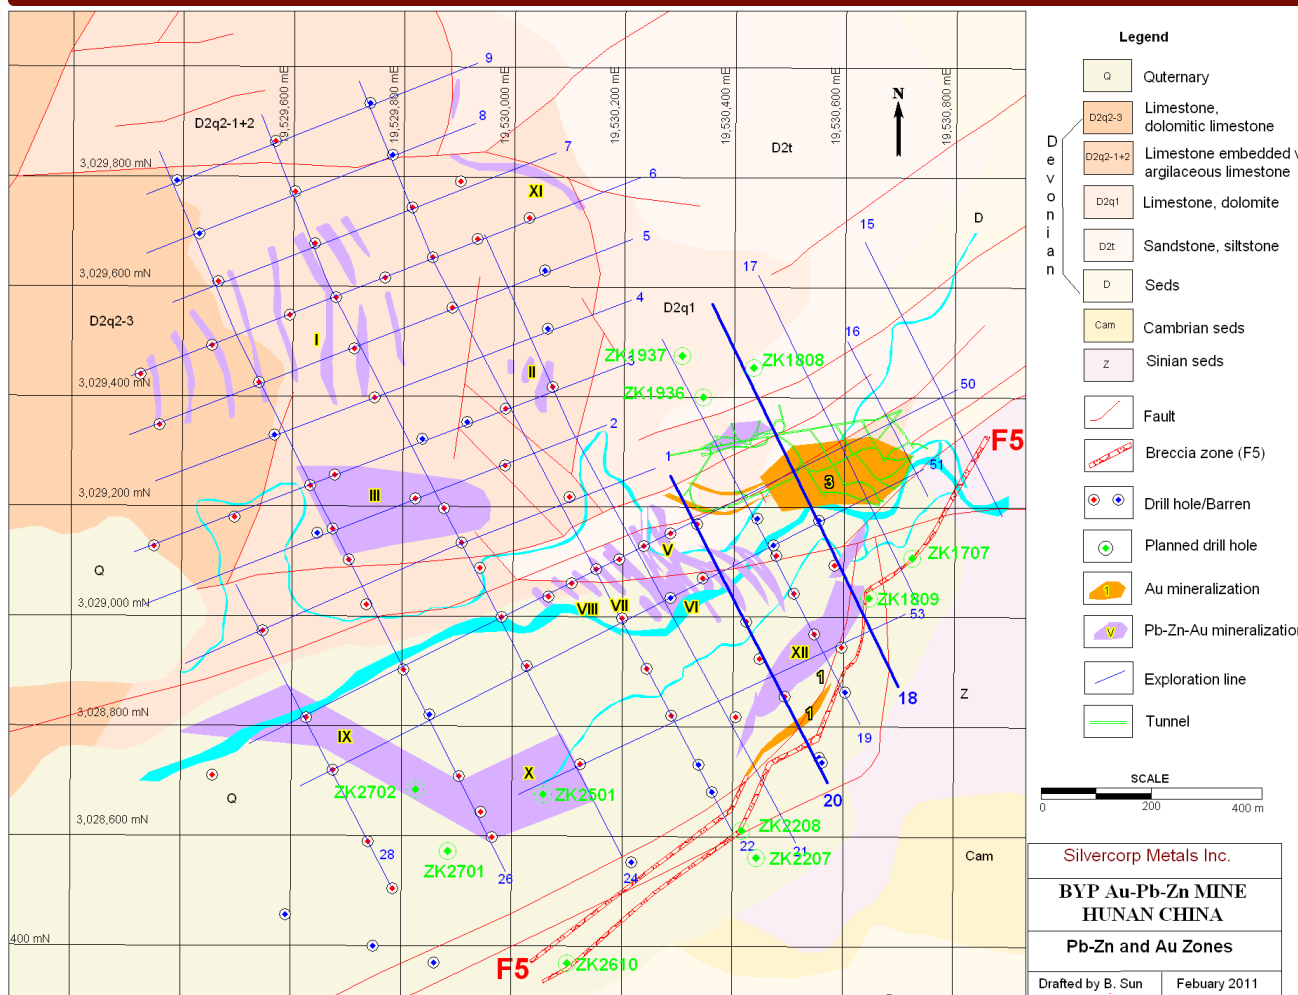 9
19,529,600 mE
19,529,800 mE
19,530,000 mE
19,530,200 mE
19,530,400 mE
19,530,600 mE
19,530,800 mE
N
D2q2-1+2
8
D2t
7
3,029,800 mN
6
XI
D
15
5
3,029,600 mN
17
4
D2q1
D2q2-3
16
I
ZK1937
ZK1808
3
II
3,029,400 mN
50
ZK1936
2
F5
1
51
3
III
3,029,200 mN
V
ZK1707
Q
3,029,000 mN
VIII
VII
VI
ZK1809
53
XII
1
18
Z
3,028,800 mN
1
IX
19
X
ZK2702
ZK2501
20
Q
3,028,600 mN
ZK2208
22
21
28
ZK2207
Cam
ZK2701
26
24
400 mN
F5
ZK2610
Legend
Q
Quternary
D2q2-3
Limestone,
dolomitic limestone
D2q2-1+2
Limestone embedded
argilaceous limestone
D2q1
Limestone, dolomite
D2t
Sandstone, siltstone
D
Seds
Devonian
Cam
Cambrian seds
Z
Sinian seds
Fault
Breccia zone (F5)
Drill hole/Barren
Planned drill hole
1
Au mineralization
V
Pb-Zn-Au mineralization
Exploration line
Tunnel
SCALE
0
200
400 m
Silvercorp Metals Inc.
BYP Au-Pb-Zn MINE
HUNAN CHINA
Pb-Zn and Au Zones
Drafted by B. Sun
Febuary 2011